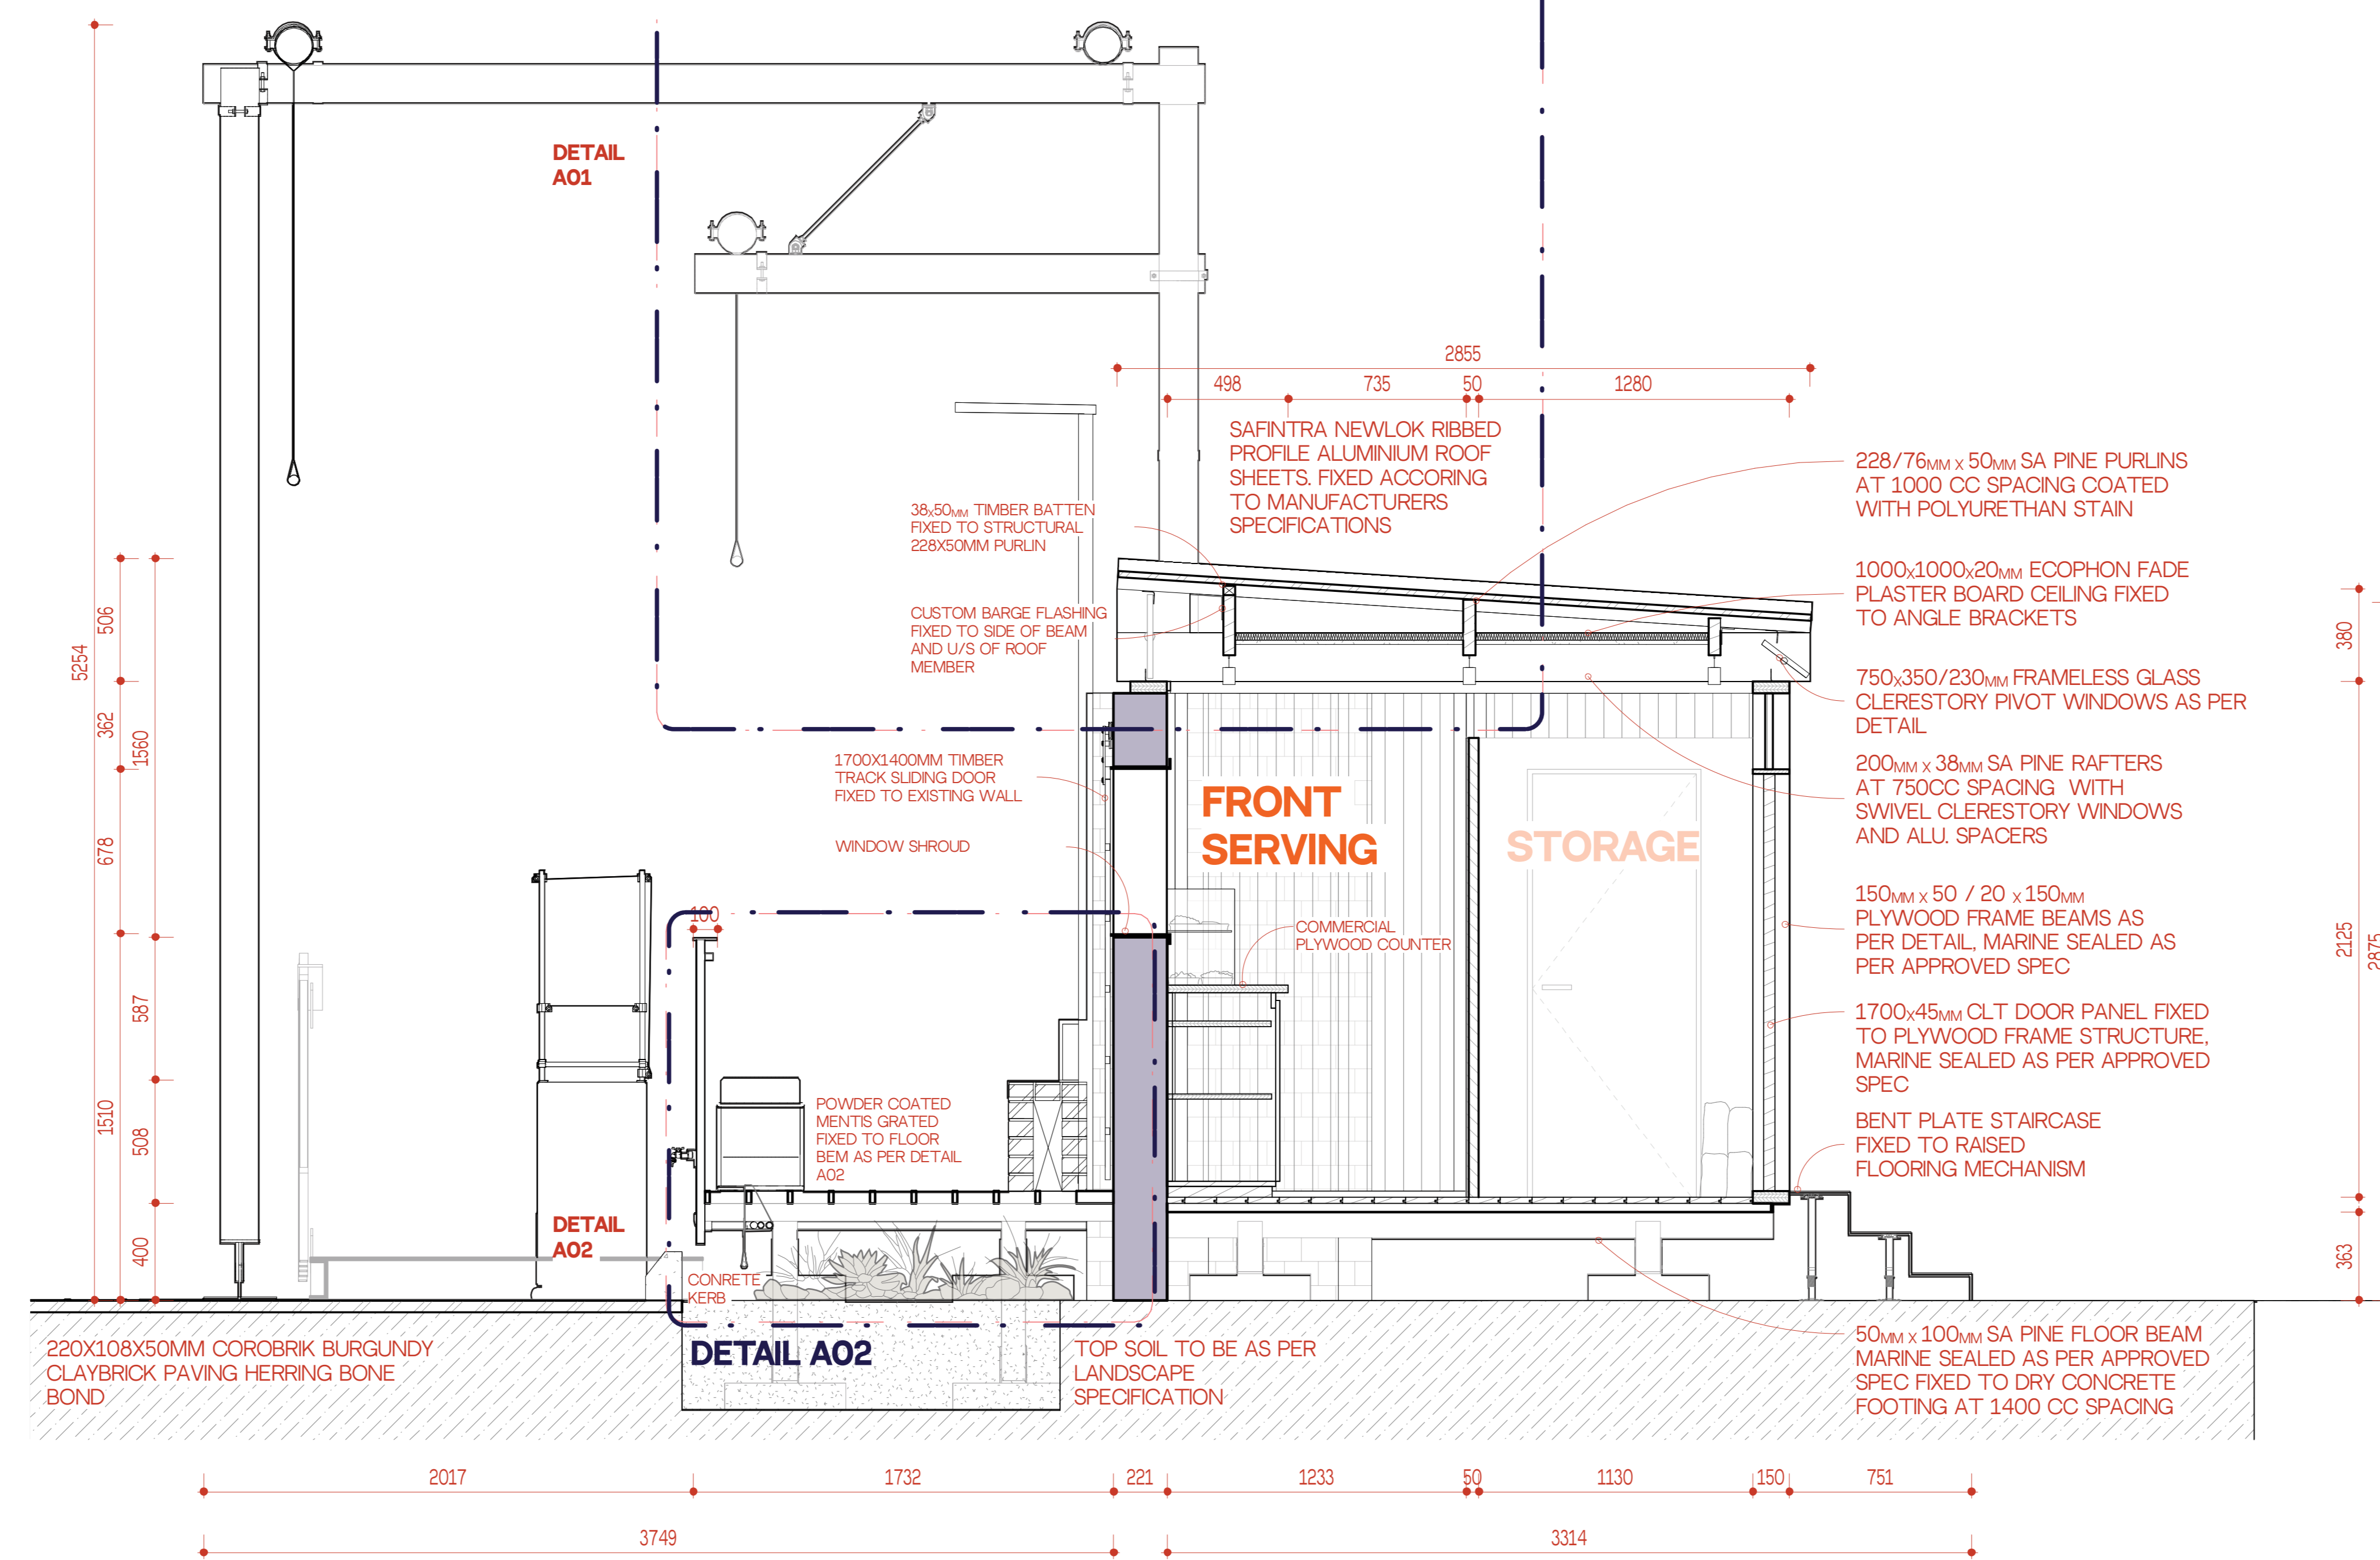 DETAIL
A01
2855
498
735
50
1280
SAFINTRA NEWLOK RIBBED
PROFILE ALUMINIUM ROOF
SHEETS. FIXED ACCORING
TO MANUFACTURERS
SPECIFICATIONS
38x50MM TIMBER BATTEN
FIXED TO STRUCTURAL
228X50MM PURLIN
CUSTOM BARGE FLASHING
FIXED TO SIDE OF BEAM
AND U/S OF ROOF
MEMBER
1700X1400MM TIMBER
TRACK SLIDING DOOR
FIXED TO EXISTING WALL
WINDOW SHROUD
FRONT
SERVING
STORAGE
COMMERCIAL
PLYWOOD COUNTER
100
POWDER COATED
MENTIS GRATED
FIXED TO FLOOR
BEM AS PER DETAIL
A02
DETAIL
A02
CONRETE
KERB
DETAIL A02
TOP SOIL TO BE AS PER
LANDSCAPE
SPECIFICATION
220X108X50MM COROBRIK BURGUNDY
CLAYBRICK PAVING HERRING BONE
BOND
228/76MM X 50MM SA PINE PURLINS
AT 1000 CC SPACING COATED
WITH POLYURETHAN STAIN
1000x1000x20MM ECOPHON FADE
PLASTER BOARD CEILING FIXED
TO ANGLE BRACKETS
750x350/230MM FRAMELESS GLASS
CLERESTORY PIVOT WINDOWS AS PER
DETAIL
200MM X 38MM SA PINE RAFTERS
AT 750CC SPACING WITH
SWIVEL CLERESTORY WINDOWS
AND ALU. SPACERS
150MM X 50 / 20 X 150MM
PLYWOOD FRAME BEAMS AS
PER DETAIL, MARINE SEALED AS
PER APPROVED SPEC
1700x45MM CLT DOOR PANEL FIXED
TO PLYWOOD FRAME STRUCTURE,
MARINE SEALED AS PER APPROVED
SPEC
BENT PLATE STAIRCASE
FIXED TO RAISED
FLOORING MECHANISM
50MM X 100MM SA PINE FLOOR BEAM
MARINE SEALED AS PER APPROVED
SPEC FIXED TO DRY CONCRETE
FOOTING AT 1400 CC SPACING
5254
506
362
678
1510
1560
587
508
400
380
2125
363
2875
2017
1732
221
1233
50
1130
150
751
3749
3314